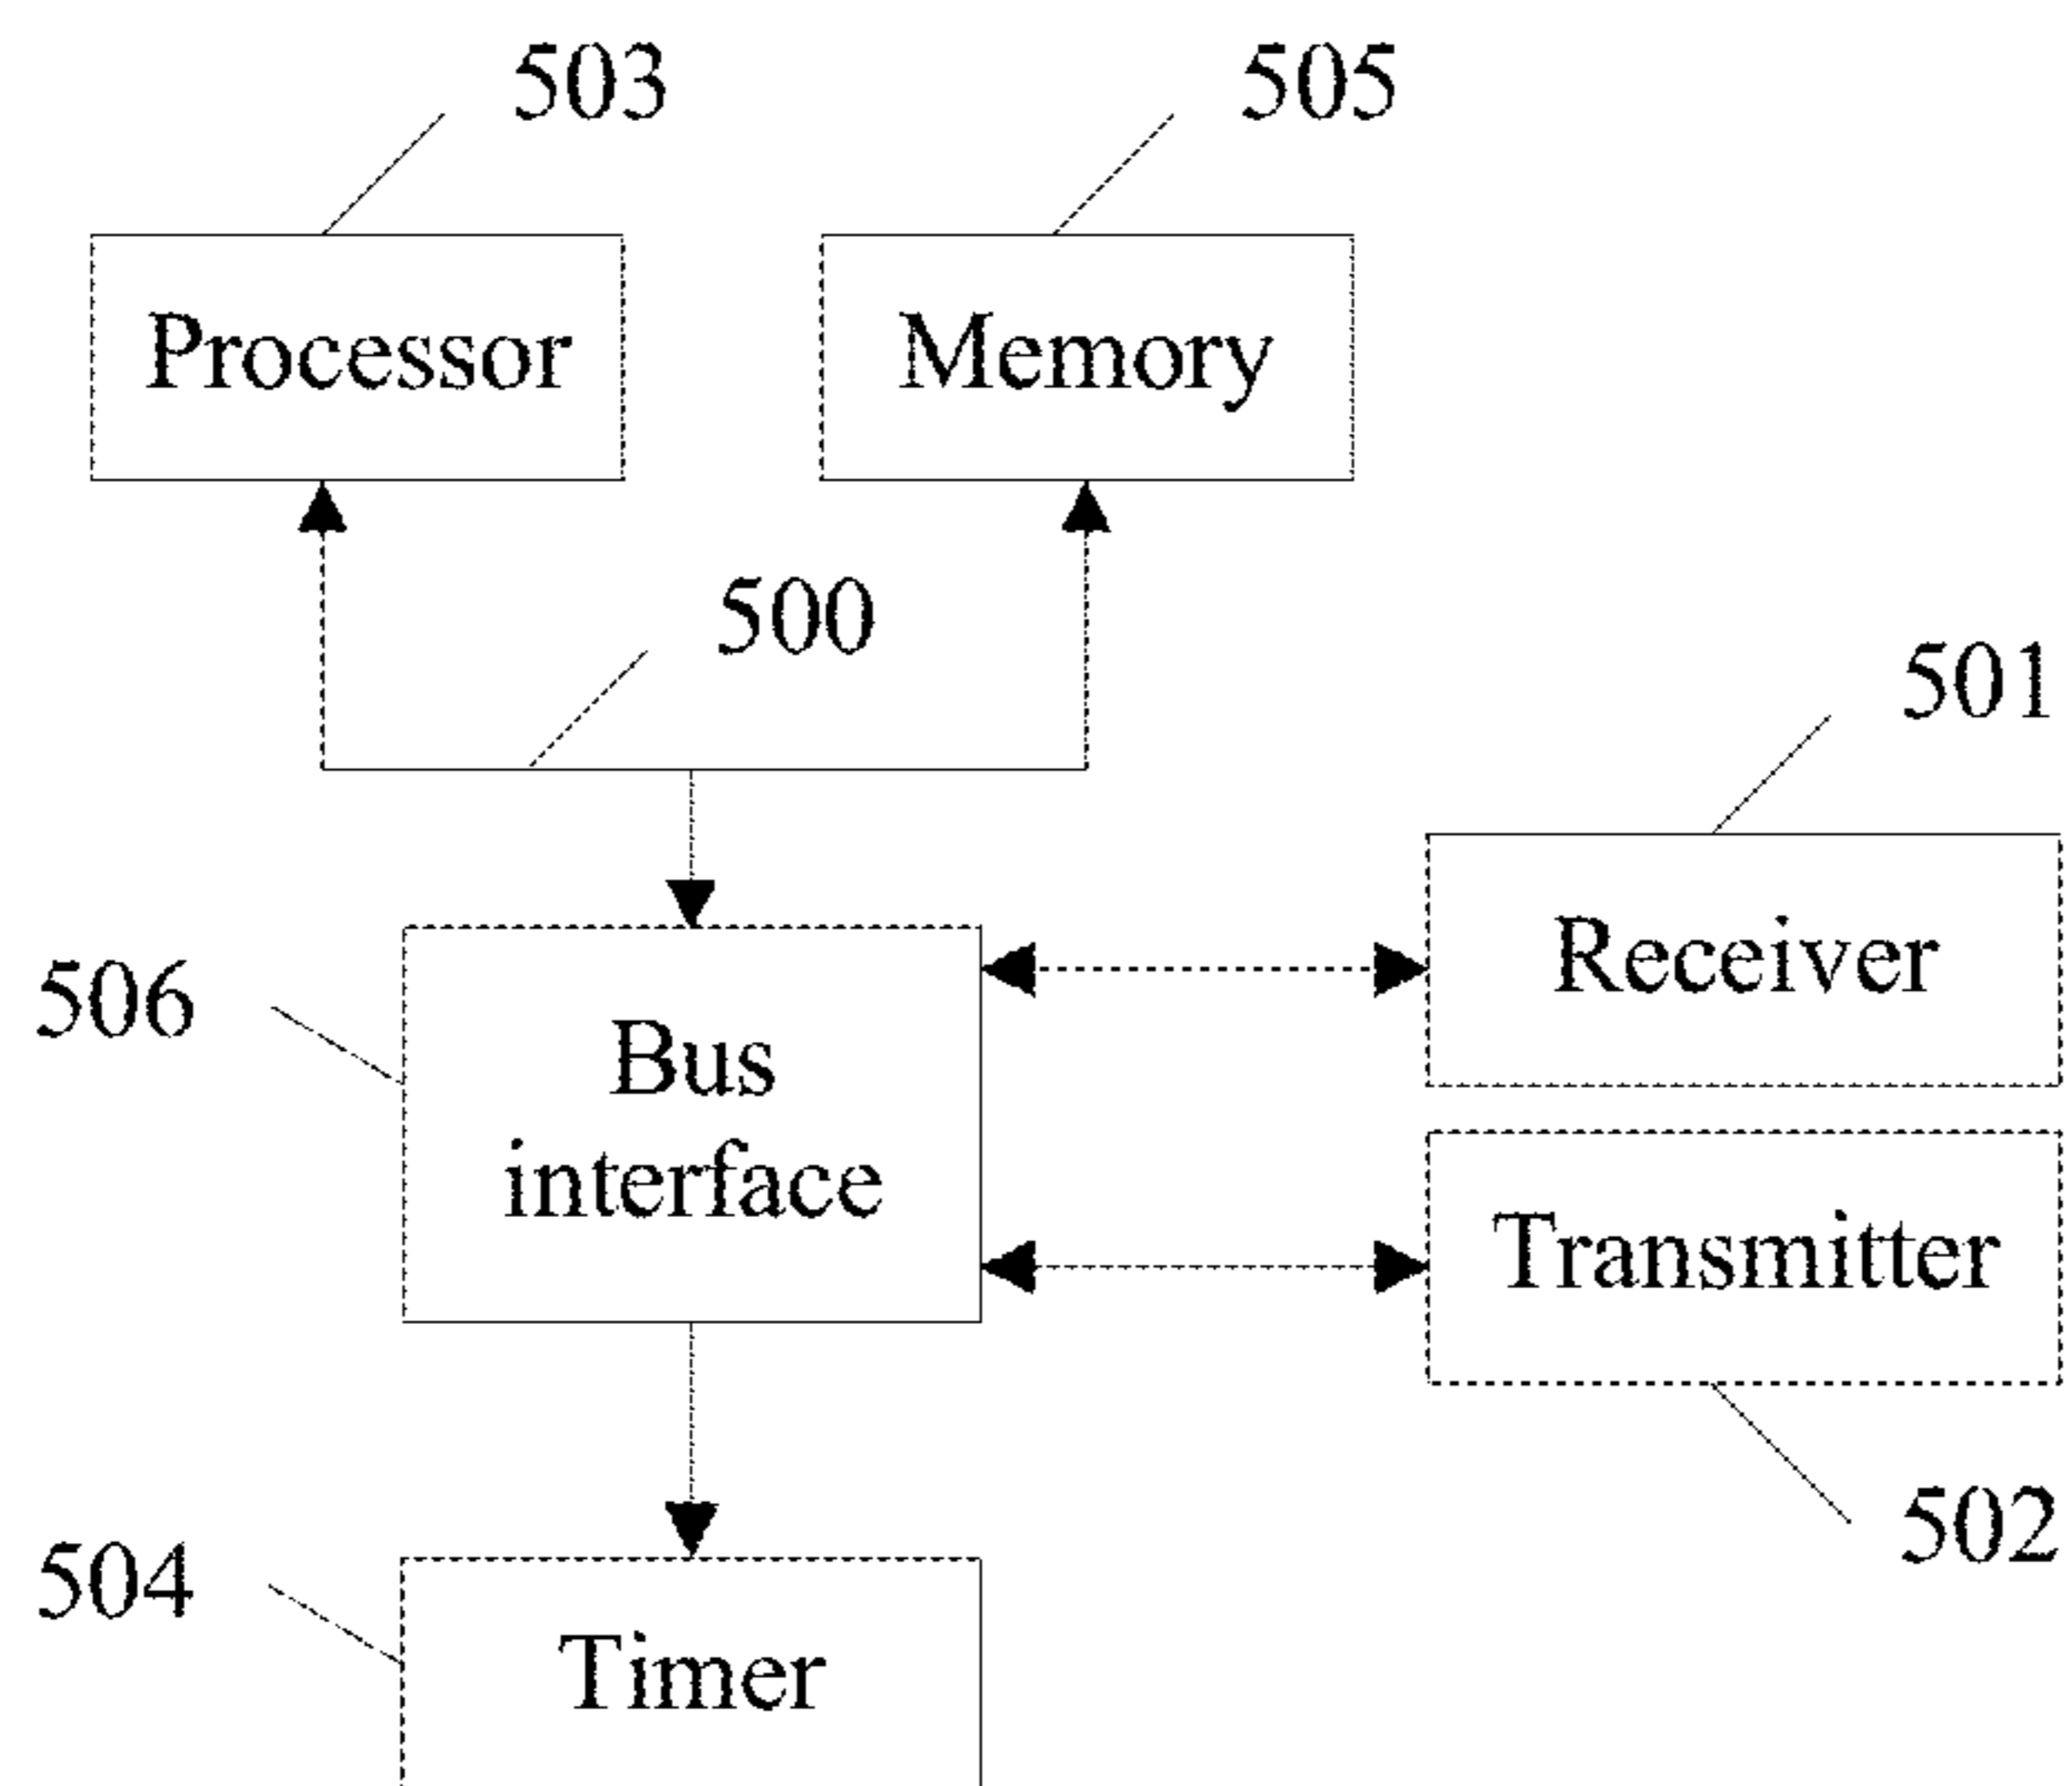 503
505
Processor
Memory
500
501
Receiver
506
Bus
interface
Transmitter
502
504
Timer